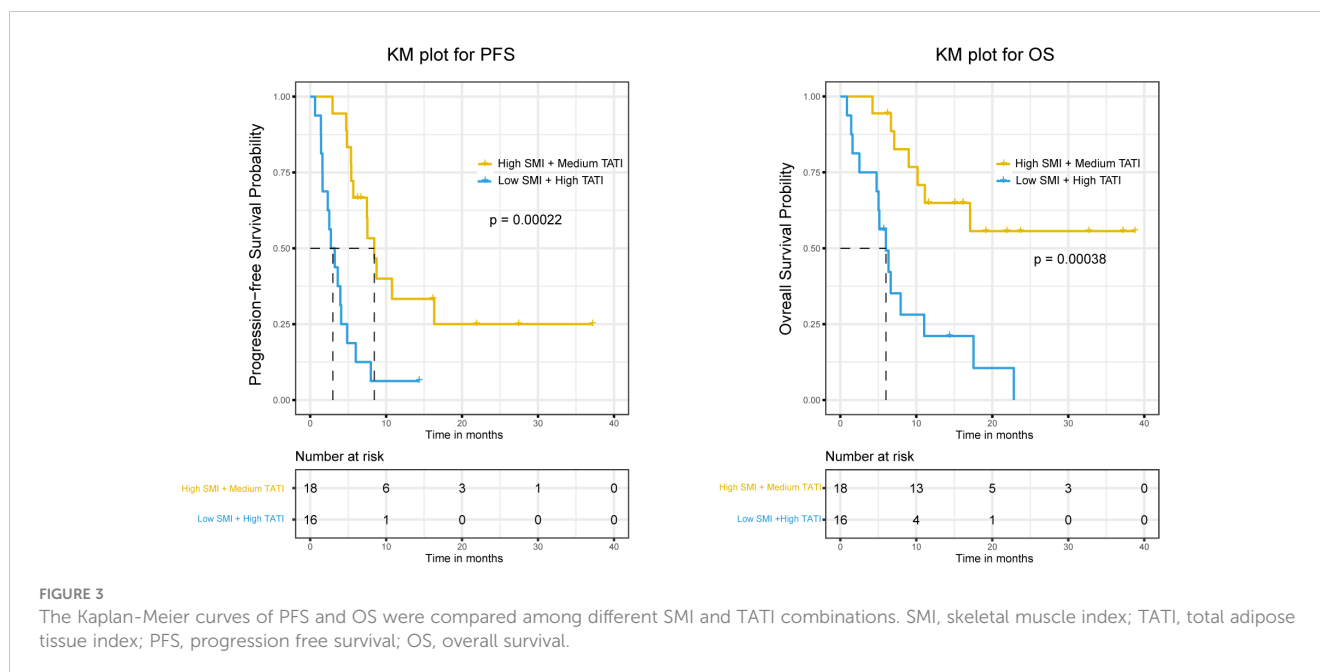 KM plot for PFS
Progression-free Survival Probability
1.00
0.75
0.50
0.25
0.00
High SMI + Medium TATI
Low SMI + High TATI
p = 0.00022
0 10 20 30 40
Time in months
Number at risk
High SMI + Medium TATI 18 6 3 1 0
Low SMI + High TATI 16 1 0 0 0
0 10 20 30 40
Time in months
KM plot for OS
Ovreall Survival Probility
1.00
0.75
0.50
0.25
0.00
High SMI + Medium TATI
Low SMI + High TATI
p = 0.00038
0 10 20 30 40
Time in months
Number at risk
High SMI + Medium TATI 18 13 5 3 0
Low SMI +High TATI 16 4 1 0 0
0 10 20 30 40
Time in months
FIGURE 3
The Kaplan-Meier curves of PFS and OS were compared among different SMI and TATI combinations. SMI, skeletal muscle index; TATI, total adipose
tissue index; PFS, progression free survival; OS, overall survival.